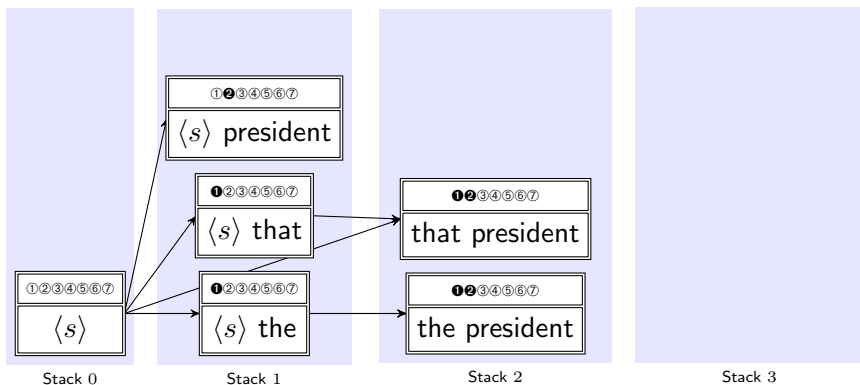 ①❷③④⑤⑥⑦
⟨s⟩ president
❶②③④⑤⑥⑦
⟨s⟩ that
❶❷③④⑤⑥⑦
that president
①②③④⑤⑥⑦
⟨s⟩
❶②③④⑤⑥⑦
⟨s⟩ the
❶❷③④⑤⑥⑦
the president
Stack 0
Stack 1
Stack 2
Stack 3